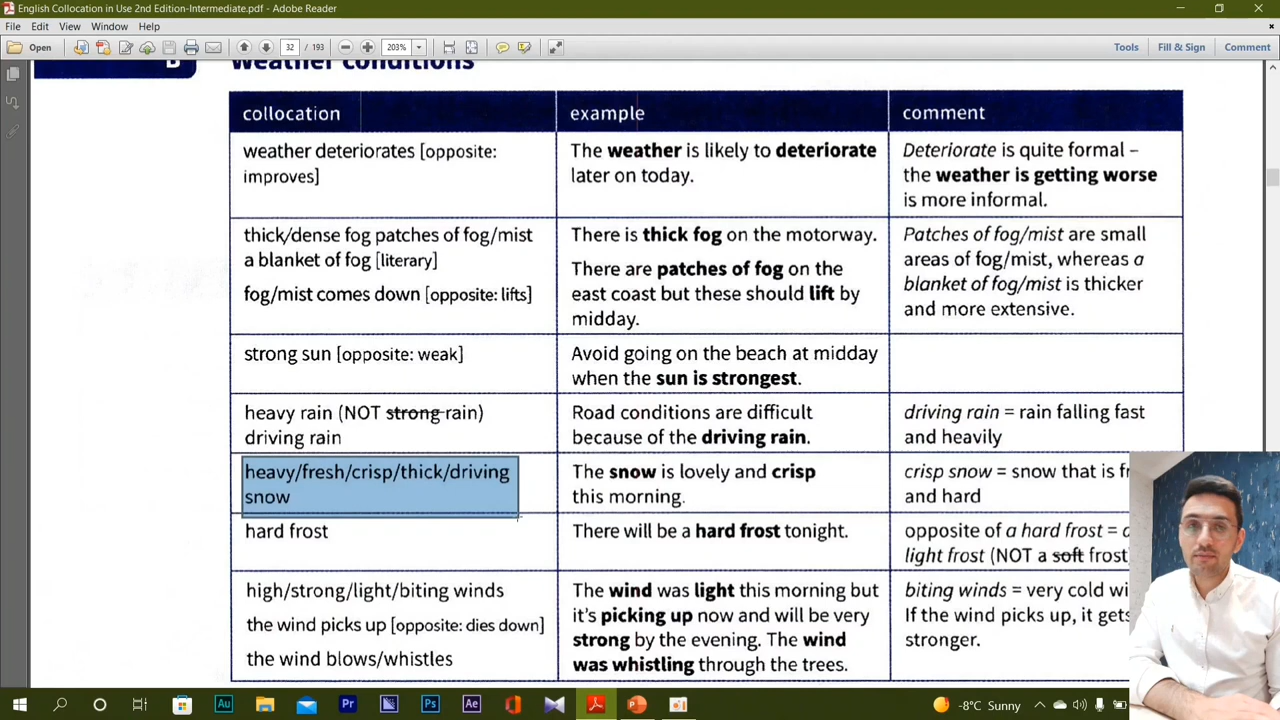 English Collocation in Use 2nd Edition-Intermediate.pdf - Adobe Reader
File Edit View Window Help
Open 32 / 193 203% Tools Fill & Sign Comment
B Weather conditions
collocation example comment
weather deteriorates [opposite:
improves]
The weather is likely to deteriorate
later on today.
Deteriorate is quite formal –
the weather is getting worse
is more informal.
thick/dense fog patches of fog/mist
a blanket of fog [literary]
fog/mist comes down [opposite: lifts]
There is thick fog on the motorway.
There are patches of fog on the
east coast but these should lift by
midday.
Patches of fog/mist are small
areas of fog/mist, whereas a
blanket of fog/mist is thicker
and more extensive.
strong sun [opposite: weak]
Avoid going on the beach at midday
when the sun is strongest.
heavy rain (NOT strong rain)
driving rain
Road conditions are difficult
because of the driving rain.
driving rain = rain falling fast
and heavily
heavy/fresh/crisp/thick/driving
snow
The snow is lovely and crisp
this morning.
crisp snow = snow that is
and hard
hard frost
There will be a hard frost tonight.
opposite of a hard frost =
light frost (NOT a soft frost
high/strong/light/biting winds
the wind picks up [opposite: dies down]
the wind blows/whistles
The wind was light this morning but
it's picking up now and will be very
strong by the evening. The wind
was whistling through the trees.
biting winds = very cold
If the wind picks up, it gets
stronger.
Au Pr Ps Ae -8°C Sunny